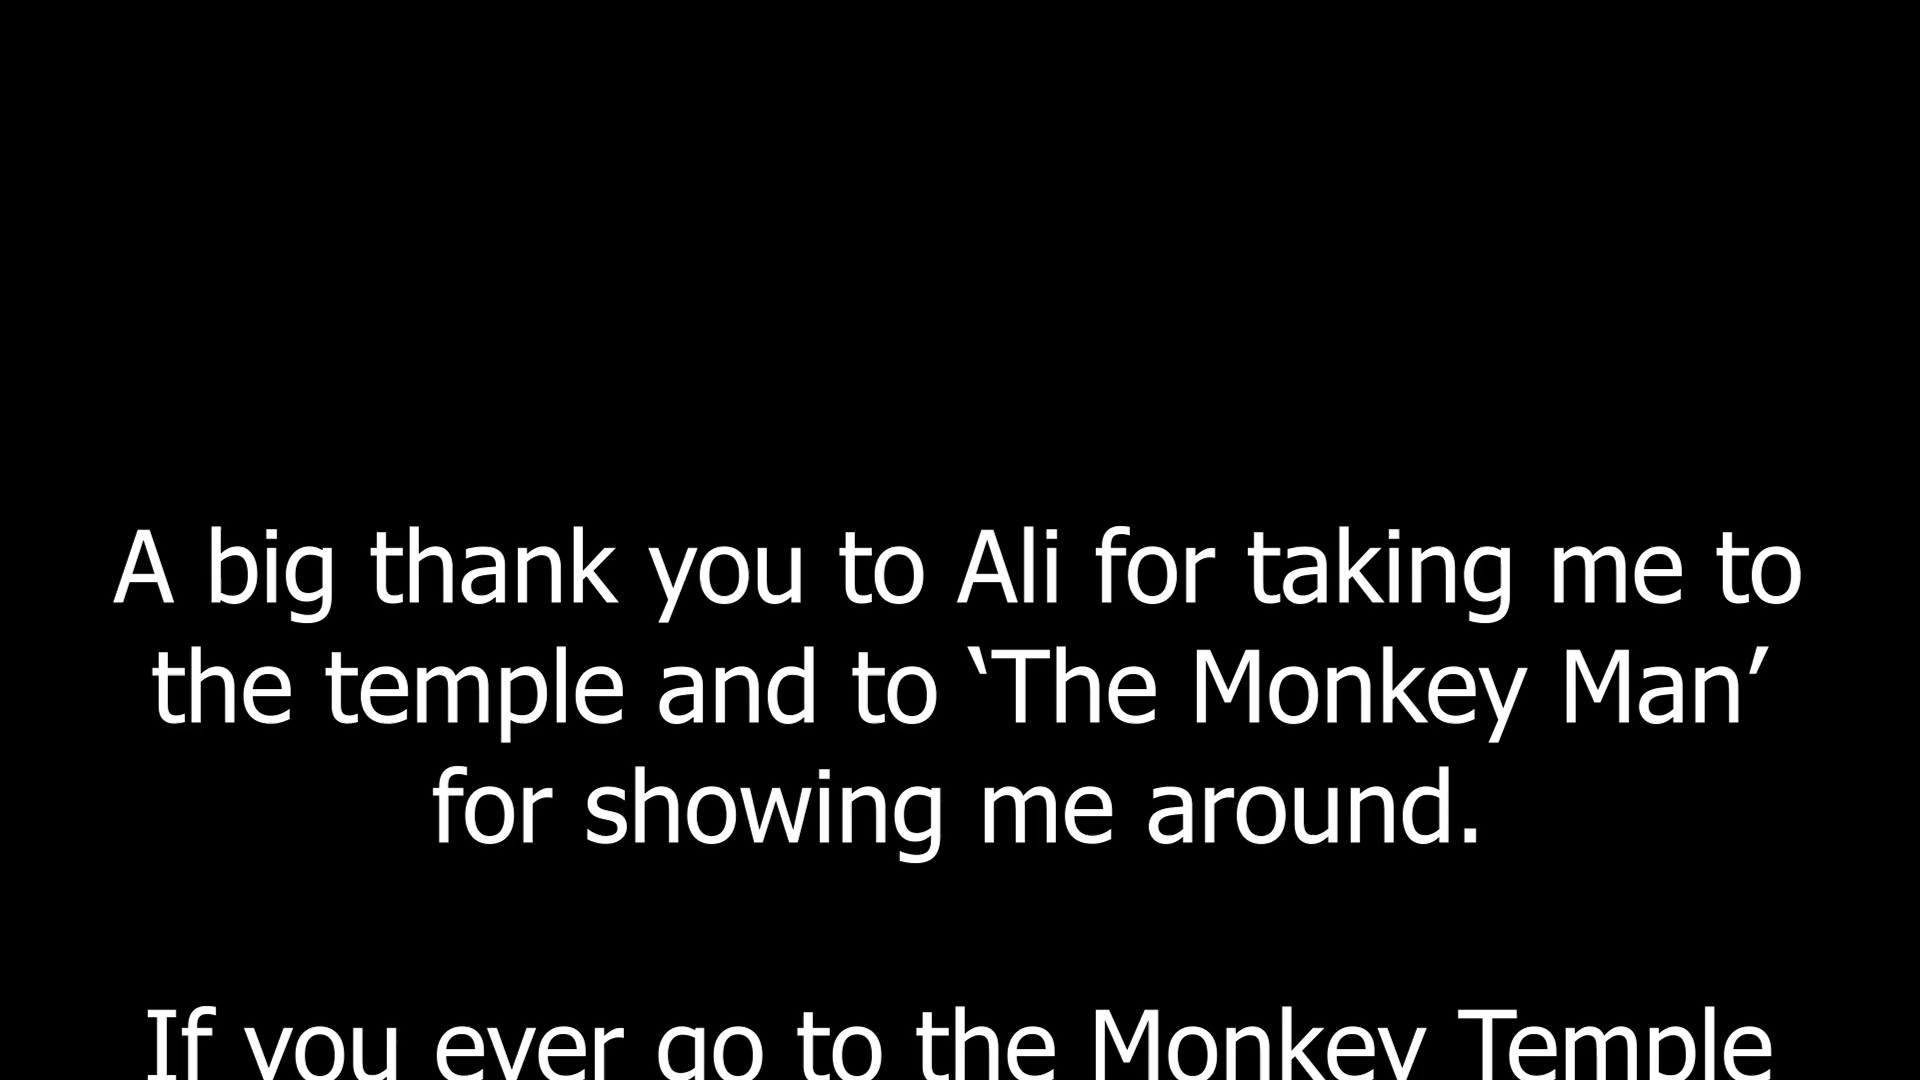 A big thank you to Ali for taking me to
the temple and to ‘The Monkey Man’
for showing me around.
If you ever go to the Monkey Temple